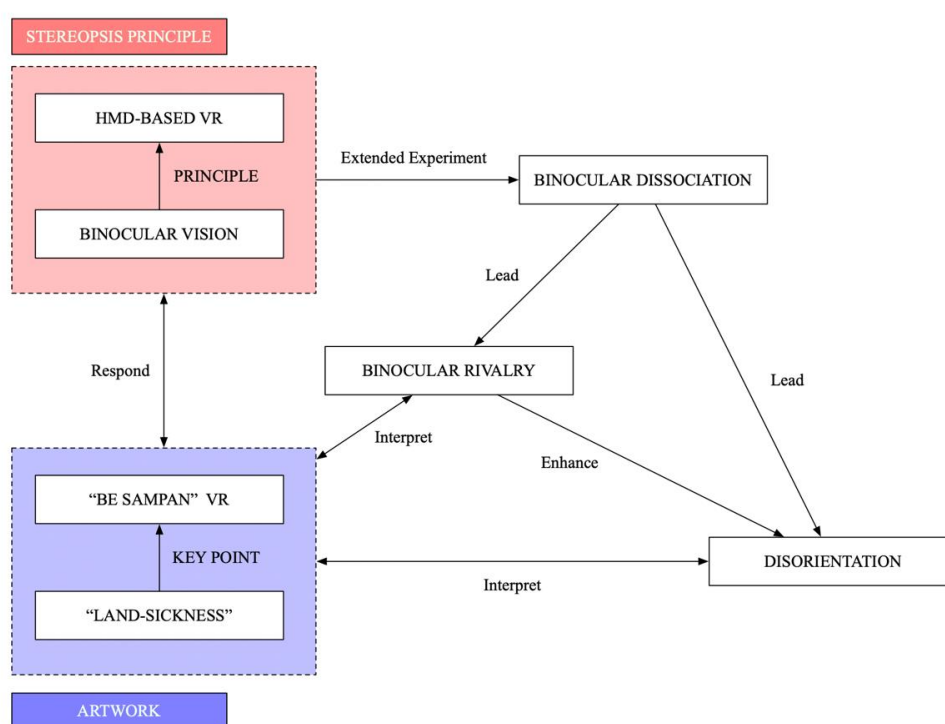 STEREOPSIS PRINCIPLE
HMD-BASED VR
PRINCIPLE
BINOCULAR VISION
Extended Experiment
BINOCULAR DISSOCIATION
Lead
Respond
BINOCULAR RIVALRY
Lead
Interpret
Enhance
“BE SAMPAN” VR
KEY POINT
“LAND-SICKNESS”
Interpret
DISORIENTATION
ARTWORK